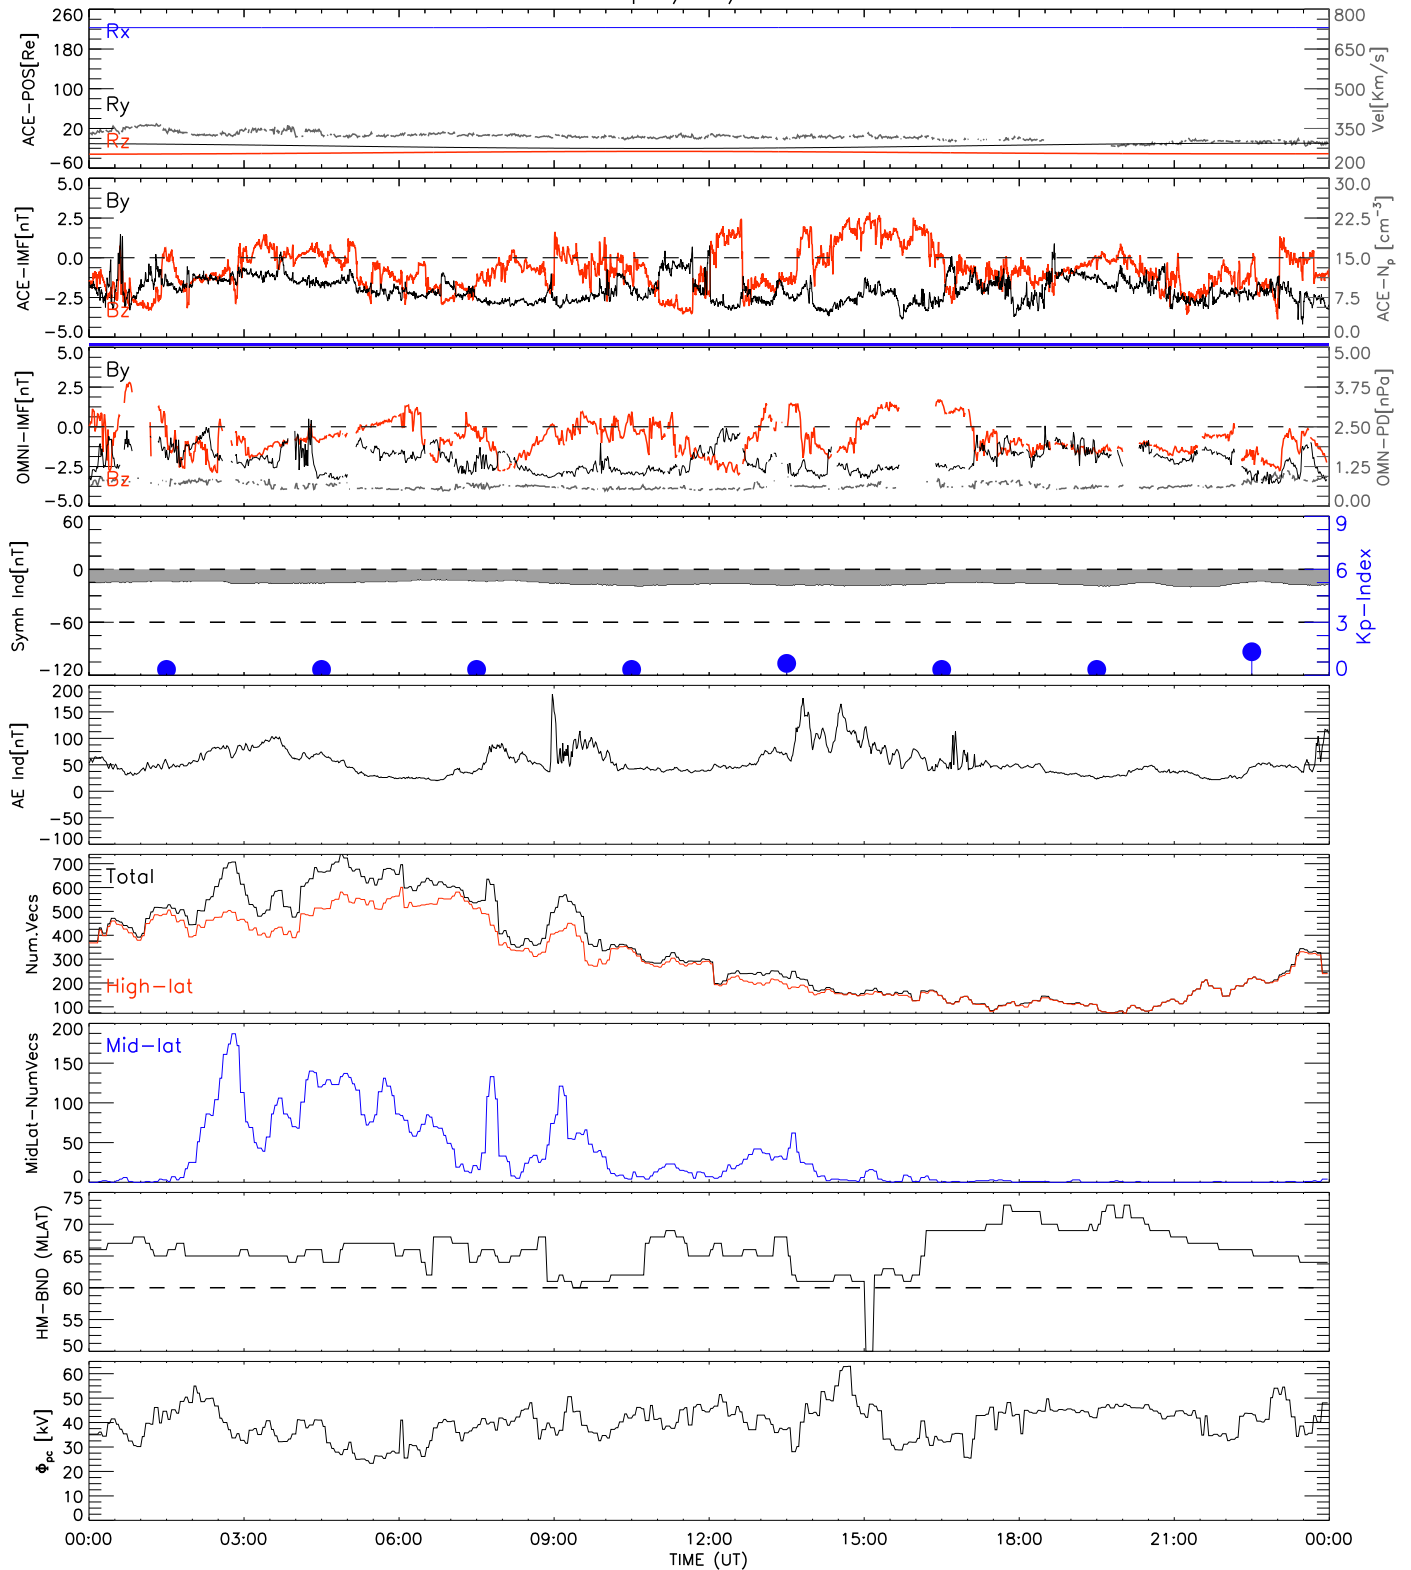 260
180
100
20
−60
ACE−POS[Re]
Rx
Ry
Rz
800
650
500
350
200
Vel[Km/s]
5.0
2.5
0.0
−2.5
−5.0
ACE−IMF[nT]
By
Bz
30.0
22.5
15.0
7.5
0.0
ACE−Np [cm⁻³]
5.0
2.5
0.0
−2.5
−5.0
OMNI−IMF[nT]
By
Bz
5.00
3.75
2.50
1.25
0.00
OMN−PD[nPa]
60
0
−60
−120
Symh Ind[nT]
9
6
3
0
Kp−Index
200
150
100
50
0
−50
−100
AE Ind[nT]
700
600
500
400
300
200
100
Num.Vecs
Total
High−lat
200
150
100
50
0
MidLat−NumVecs
Mid−lat
75
70
65
60
55
50
HM−BND (MLAT)
60
50
40
30
20
10
0
Φpc [kV]
00:00 03:00 06:00 09:00 12:00 15:00 18:00 21:00 00:00
TIME (UT)